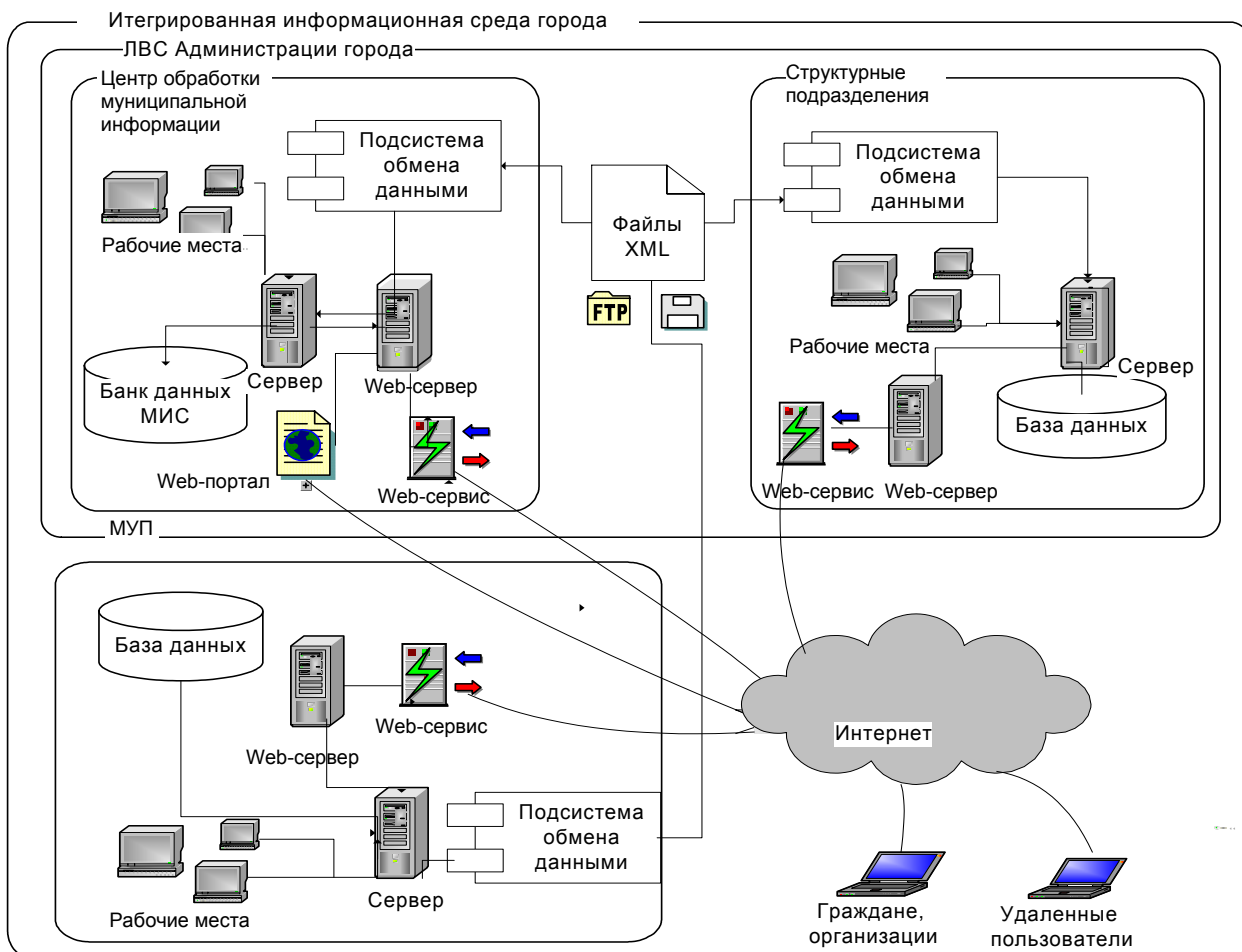 Итегрированная информационная среда города
ЛВС Администрации города
Центр обработки
муниципальной
информации
Структурные
подразделения
Подсистема
обмена
данными
Подсистема
обмена
данными
Файлы
XML
Рабочие места
FTP
Банк данных
МИС
Сервер
Web-сервер
Рабочие места
Сервер
База данных
Web-портал
Web-сервис
Web-сервис
Web-сервер
МУП
База данных
Web-сервис
Web-сервер
Интернет
Подсистема
обмена
данными
Рабочие места
Сервер
Граждане,
организации
Удаленные
пользователи